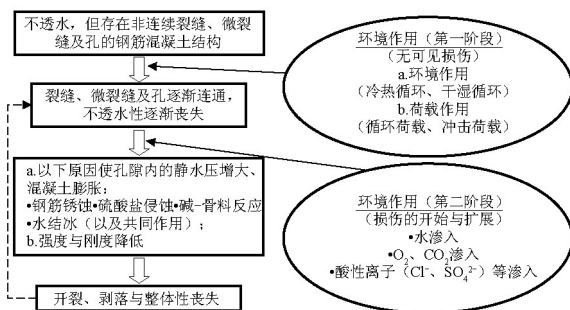 不透水，但存在非连续裂缝、微裂
缝及孔的钢筋混凝土结构
裂缝、微裂缝及孔逐渐连通，
不透水性逐渐丧失
a.以下原因使孔隙内的静水压增大、
混凝土膨胀：
•钢筋锈蚀•硫酸盐侵蚀•碱-骨料反应
•水结冰（以及共同作用）；
b.强度与刚度降低
开裂、剥落与整体性丧失
环境作用（第一阶段）
（无可见损伤）
a.环境作用
（冷热循环、干湿循环）
b.荷载作用
（循环荷载、冲击荷载）
环境作用（第二阶段）
（损伤的开始与扩展）
•水渗入
•O₂、CO₂渗入
•酸性离子（Cl⁻、SO₄²⁻）等渗入